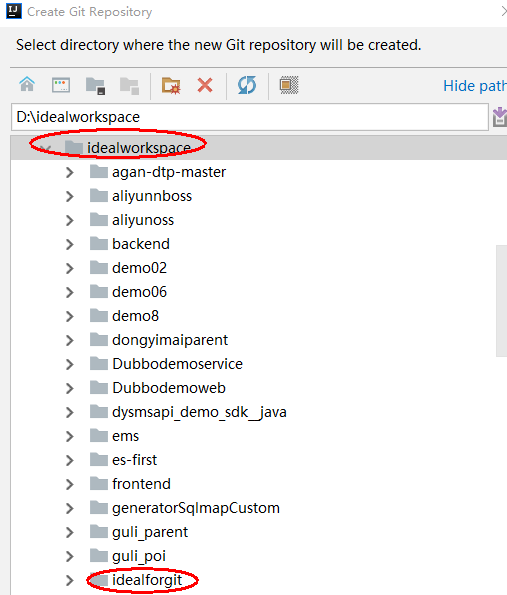 Create Git Repository
Select directory where the new Git repository will be created.
Hide path
D:\idealworkspace
idealworkspace
agan-dtp-master
aliyunnboss
aliyunoss
backend
demo02
demo06
demo8
dongyimaiparent
Dubbodemoservice
Dubbodemoweb
dysmsapi_demo_sdk__java
ems
es-first
frontend
generatorSqlmapCustom
guli_parent
guli_poi
idealforgit